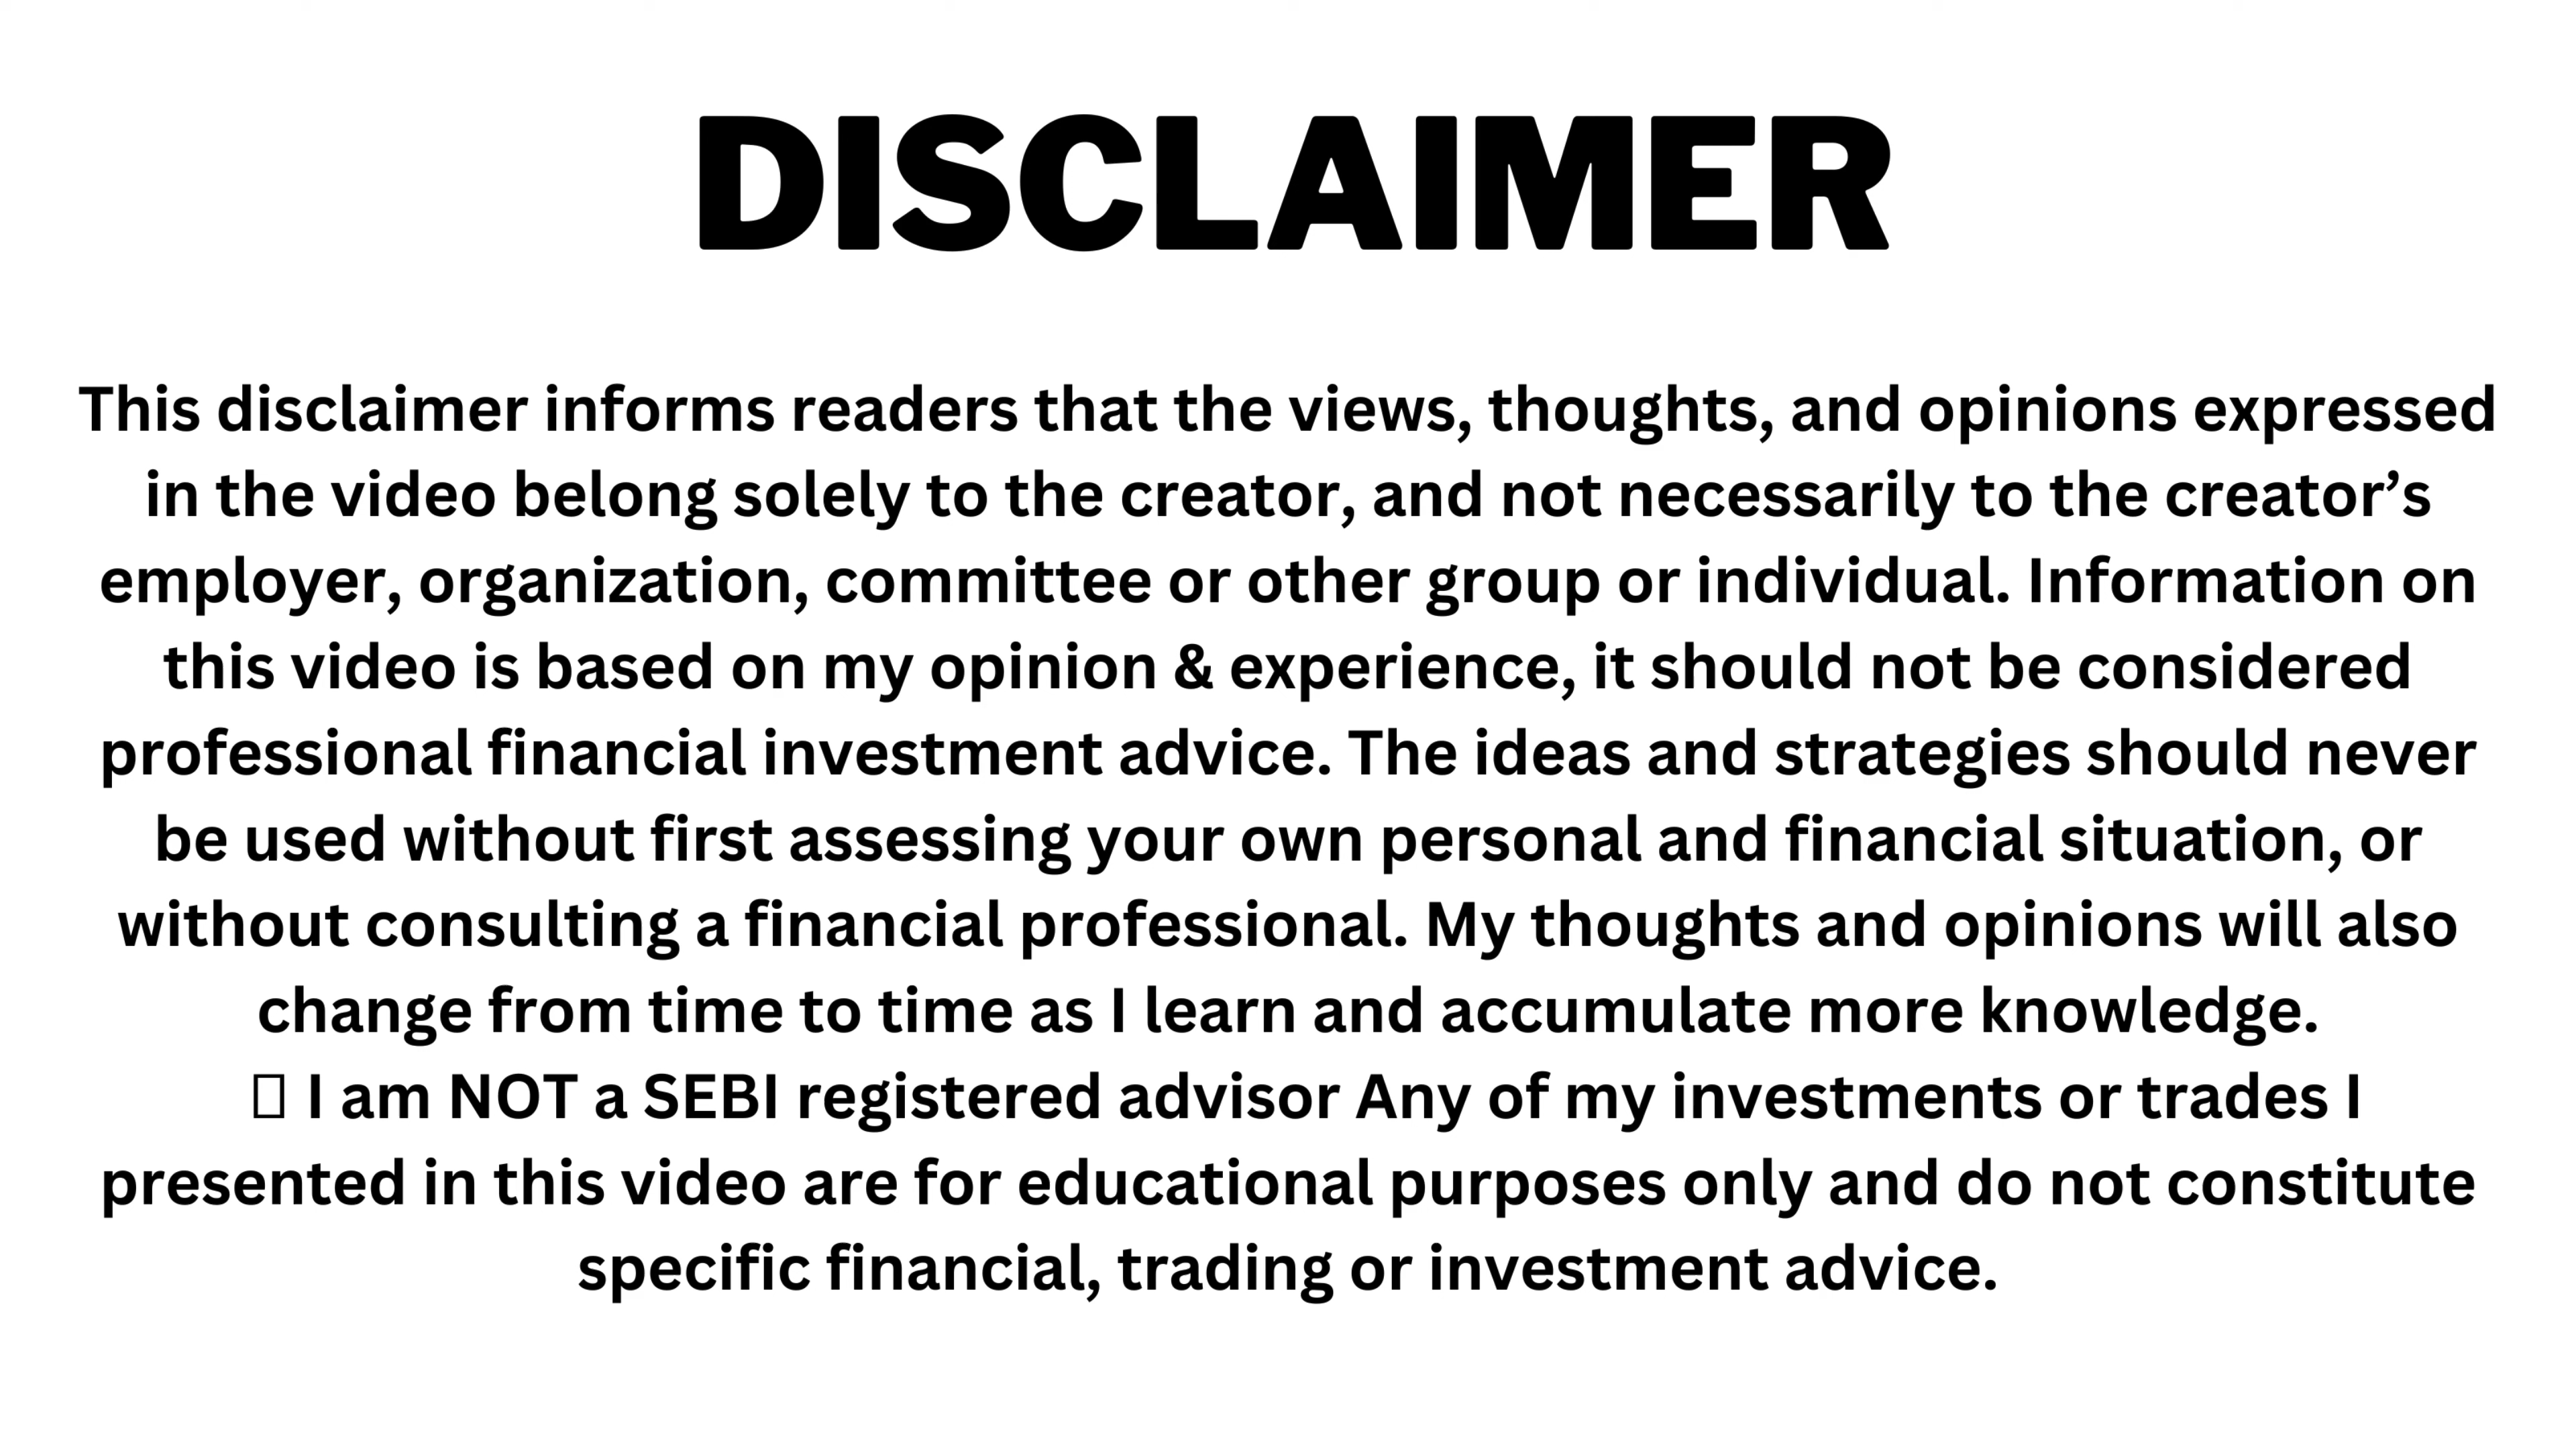 DISCLAIMER
This disclaimer informs readers that the views, thoughts, and opinions expressed
in the video belong solely to the creator, and not necessarily to the creator’s
employer, organization, committee or other group or individual. Information on
this video is based on my opinion & experience, it should not be considered
professional financial investment advice. The ideas and strategies should never
be used without first assessing your own personal and financial situation, or
without consulting a financial professional. My thoughts and opinions will also
change from time to time as I learn and accumulate more knowledge.
I am NOT a SEBI registered advisor Any of my investments or trades I
presented in this video are for educational purposes only and do not constitute
specific financial, trading or investment advice.